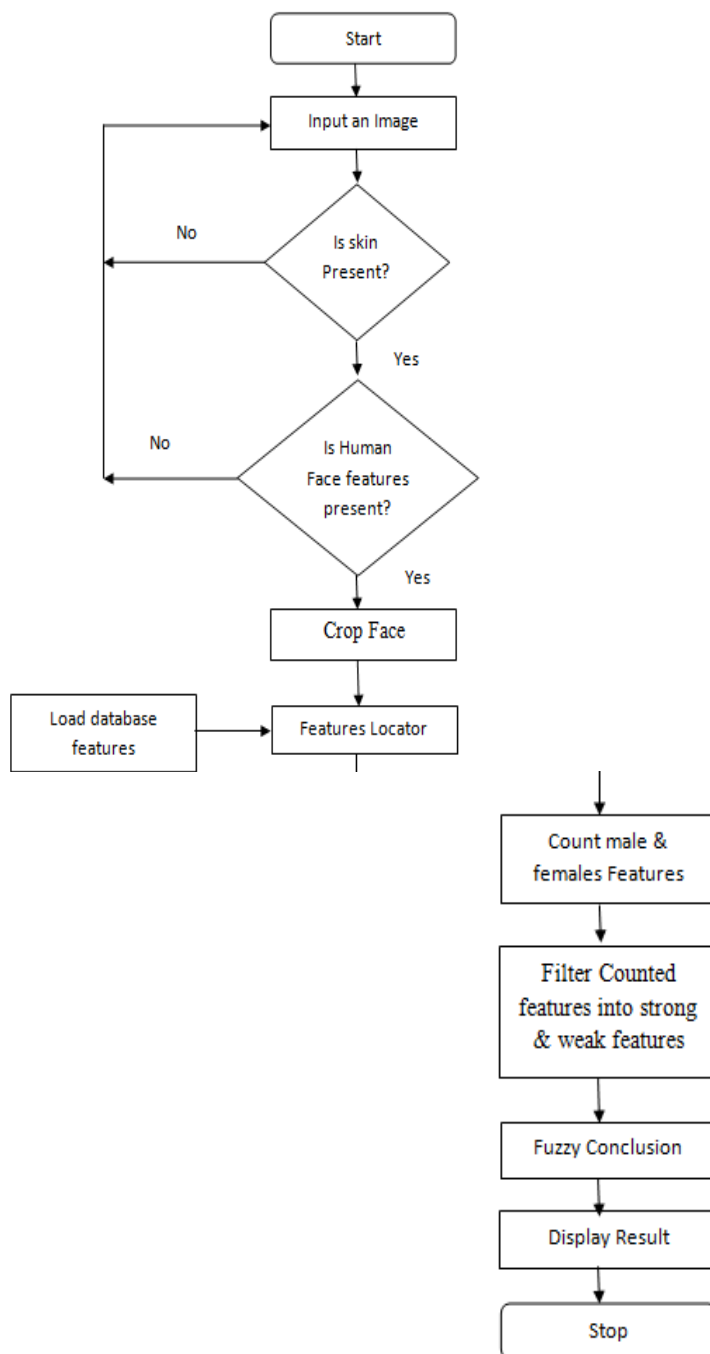 Start
Input an Image
No
Is skin
Present?
Yes
No
Is Human
Face features
present?
Yes
Crop Face
Load database
features
Features Locator
Count male &
females Features
Filter Counted
features into strong
& weak features
Fuzzy Conclusion
Display Result
Stop